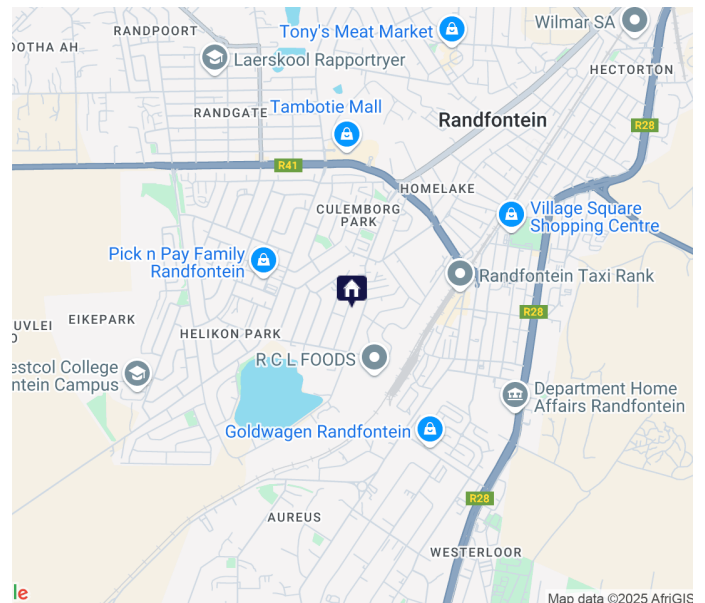 RANDPOORT
Wilmar SA
Tony's Meat Market
OOTHA AH
Laerskool Rapportryer
HECTORTON
RANDGATE
Tambotie Mall
Randfontein
R28
R41
HOMELAKE
CULEMBORG
PARK
Village Square
Shopping Centre
Pick n Pay Family
Randfontein
Randfontein Taxi Rank
R28
EIKEPARK
UVLEI
HELIKON PARK
R C L FOODS
estcol College
ntein Campus
Department Home
Affairs Randfontein
Goldwagen Randfontein
R28
AUREUS
WESTERLOOR
le
Map data ©2025 AfriGIS